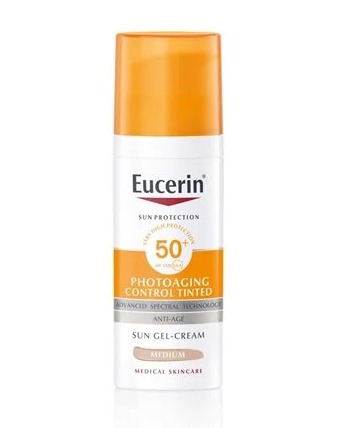 Eucerin®
SUN PROTECTION
VERY HIGH PROTECTION
50+
PHOTOAGING
CONTROL TINTED
ADVANCED SPECTRAL TECHNOLOGY
ANTI-AGE
SUN GEL-CREAM
MEDIUM
MEDICAL SKINCARE